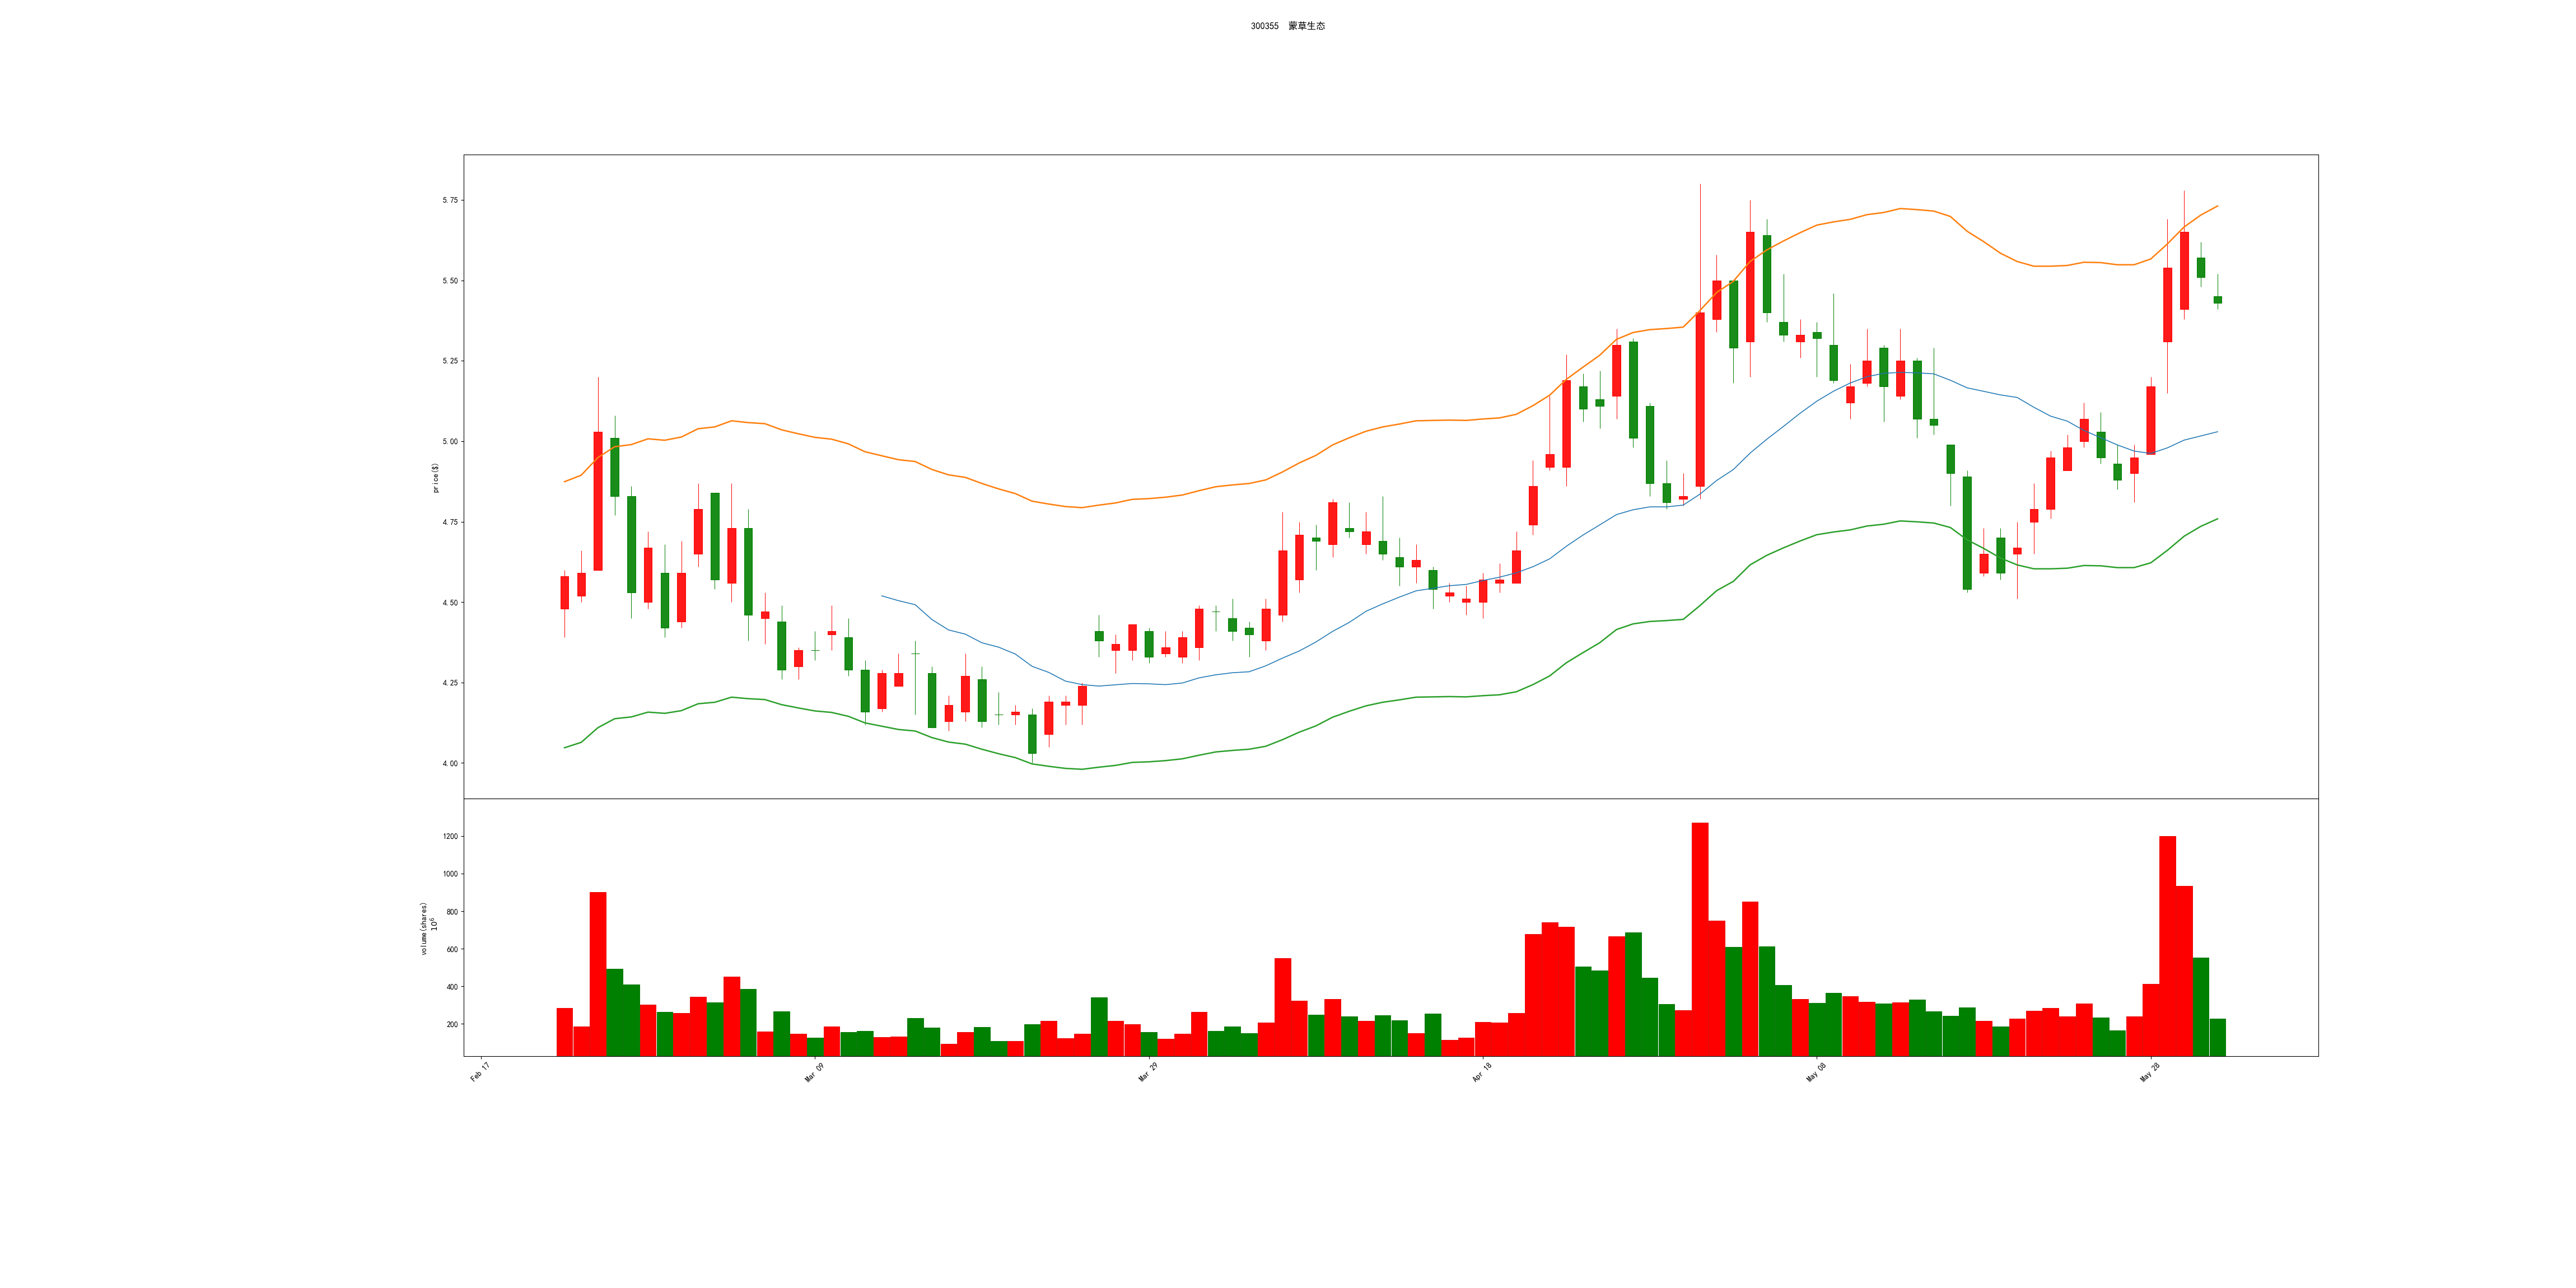 300355 蒙草生态
price($)
5.75
5.50
5.25
5.00
4.75
4.50
4.25
4.00
volume(shares)
10^6
1200
1000
800
600
400
200
Feb 17
Mar 09
Mar 29
Apr 18
May 08
May 28